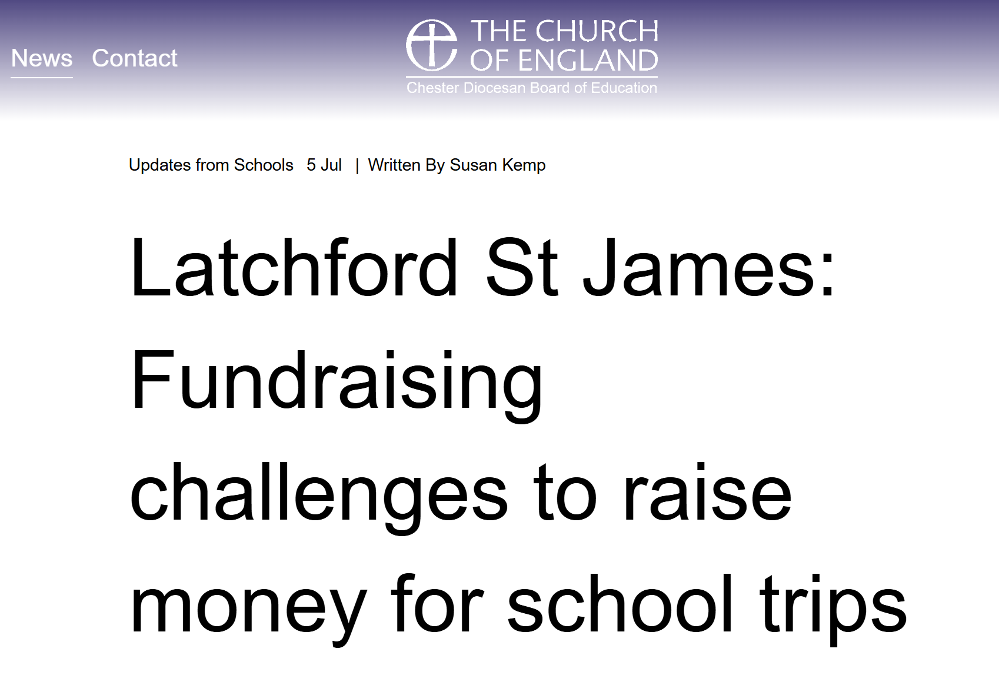 News Contact
THE CHURCH
OF ENGLAND
Chester Diocesan Board of Education
Updates from Schools 5 Jul | Written By Susan Kemp
Latchford St James:
Fundraising
challenges to raise
money for school trips